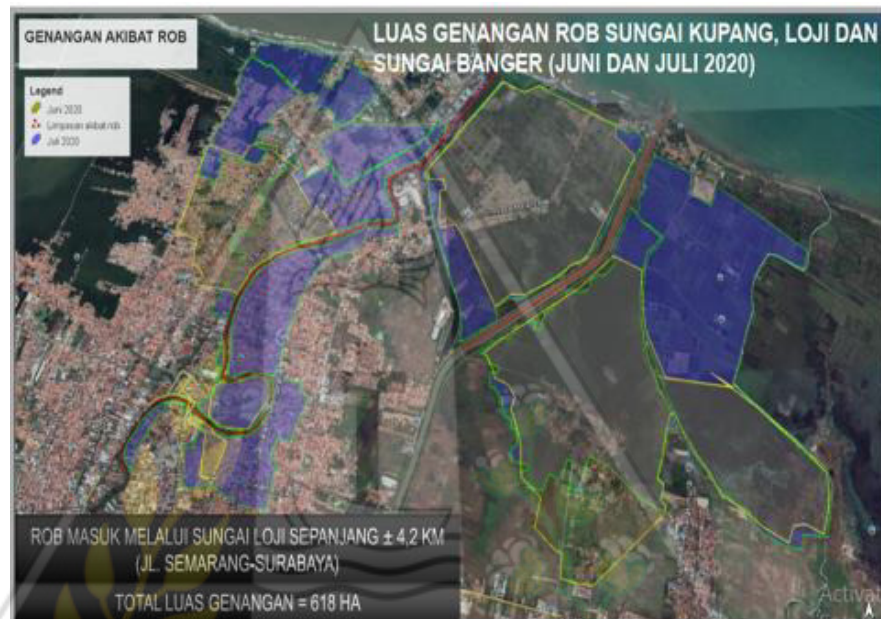 GENANGAN AKIBAT ROB
LUAS GENANGAN ROB SUNGAI KUPANG, LOJI DAN
SUNGAI BANGER (JUNI DAN JULI 2020)
Legend
Juni 2020
Limpasan akibat rob
Juli 2020
ROB MASUK MELALUI SUNGAI LOJI SEPANJANG ± 4,2 KM
(JL. SEMARANG-SURABAYA)
TOTAL LUAS GENANGAN = 618 HA
Activat